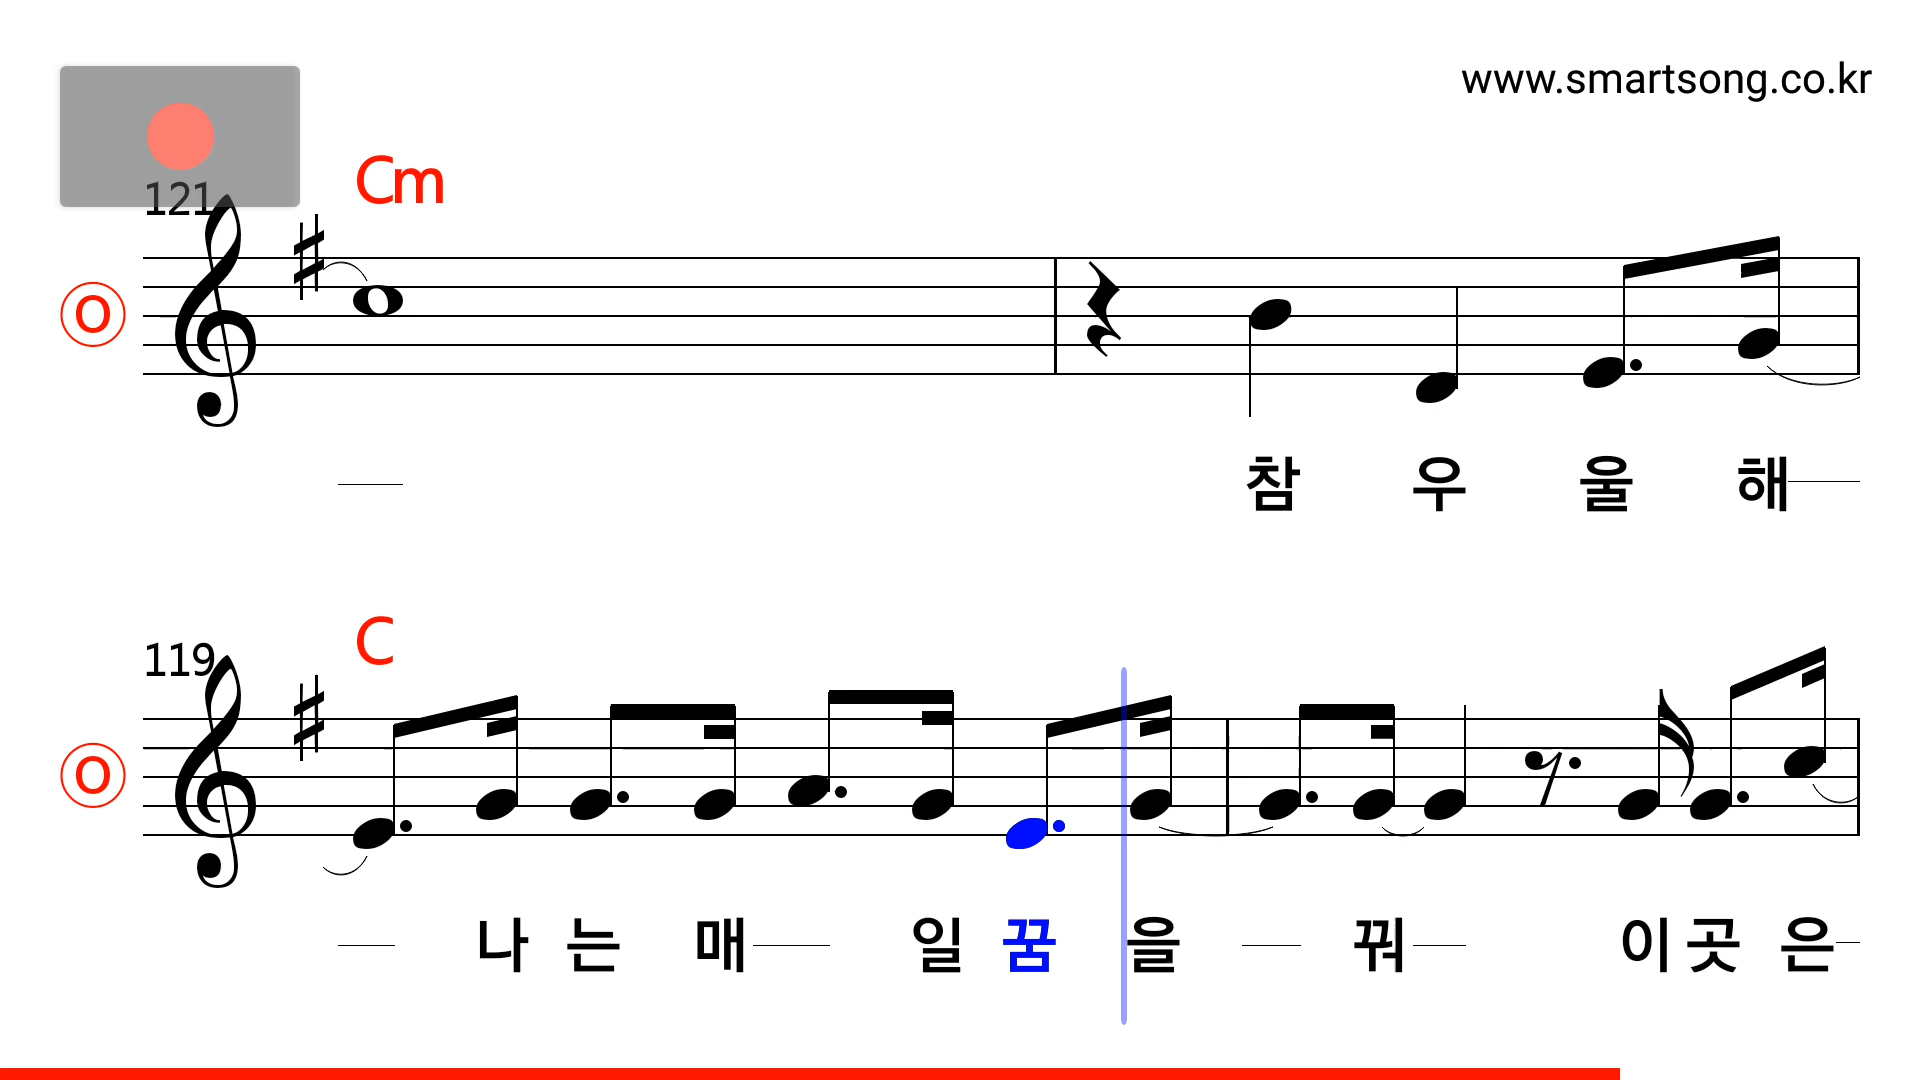 www.smartsong.co.kr
121
Cm
O
참 우 울 해
119
C
O
나 는 매 일 꿈 을 꿔 이 곳 은